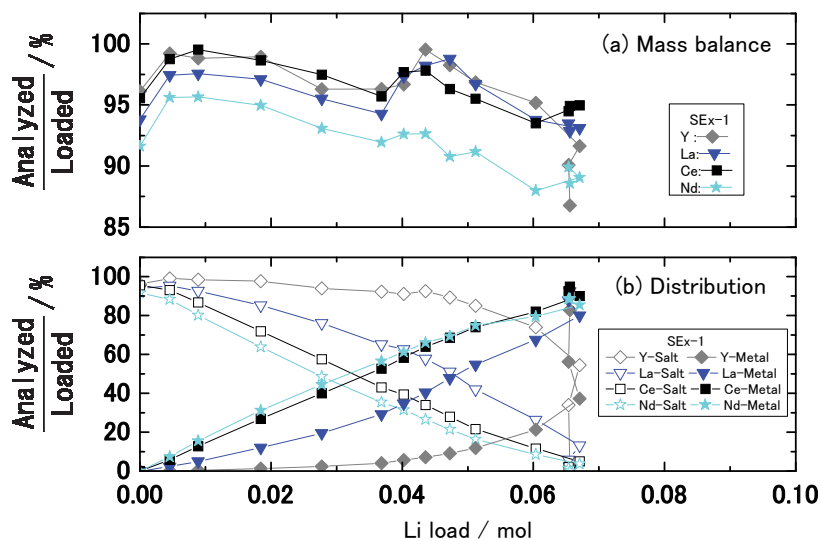 (a) Mass balance
Analyzed
Loaded
/ %
100
95
90
85
SEx-1
Y :
La:
Ce:
Nd:
(b) Distribution
Analyzed
Loaded
/ %
100
80
60
40
20
0
SEx-1
Y-Salt Y-Metal
La-Salt La-Metal
Ce-Salt Ce-Metal
Nd-Salt Nd-Metal
0.00 0.02 0.04 0.06 0.08 0.10
Li load / mol